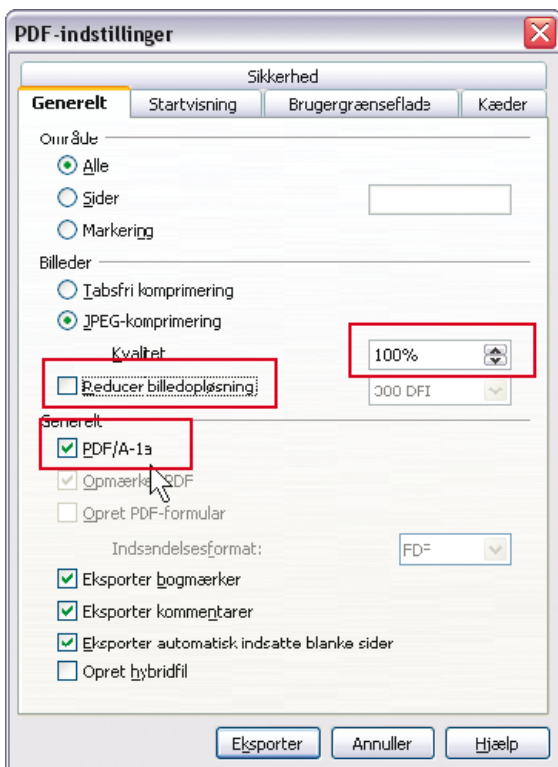 PDF-indstillinger
Sikkerhed
Generelt Startvisning Brugergrænseflade Kæder
Område
Alle
Sider
Markering
Billeder
Tabsfri komprimering
JPEG-komprimering
Kvalitet 100%
Reducer billedopløsning 300 DPI
Generelt
PDF/A-1a
Opmærket PDF
Opret PDF-formular
Indsendelsesformat: FDF
Eksporter bogmærker
Eksporter kommentarer
Eksporter automatisk indsatte blanke sider
Opret hybridfil
Eksporter Annuller Hjælp